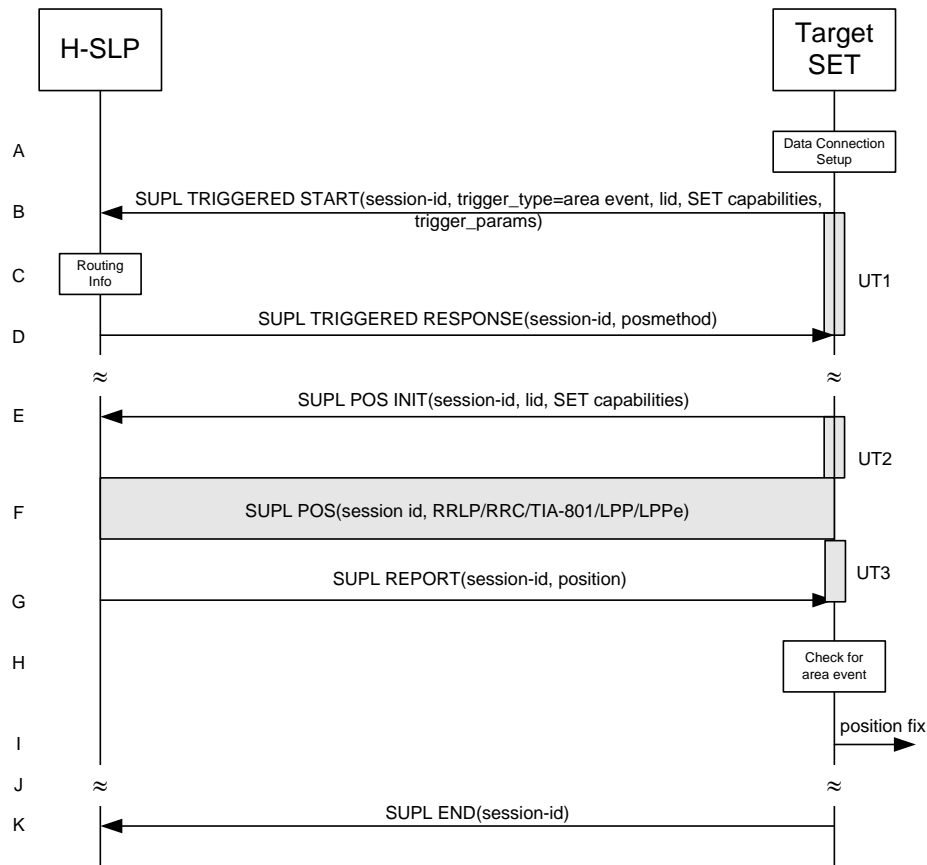 H-SLP
Target
SET
A
Data Connection
Setup
B
SUPL TRIGGERED START(session-id, trigger_type=area event, lid, SET capabilities,
trigger_params)
C
Routing
Info
UT1
D
SUPL TRIGGERED RESPONSE(session-id, posmethod)
≈
≈
E
SUPL POS INIT(session-id, lid, SET capabilities)
UT2
F
SUPL POS(session id, RRLP/RRC/TIA-801/LPP/LPPe)
UT3
G
SUPL REPORT(session-id, position)
H
Check for
area event
I
position fix
J
≈
≈
K
SUPL END(session-id)